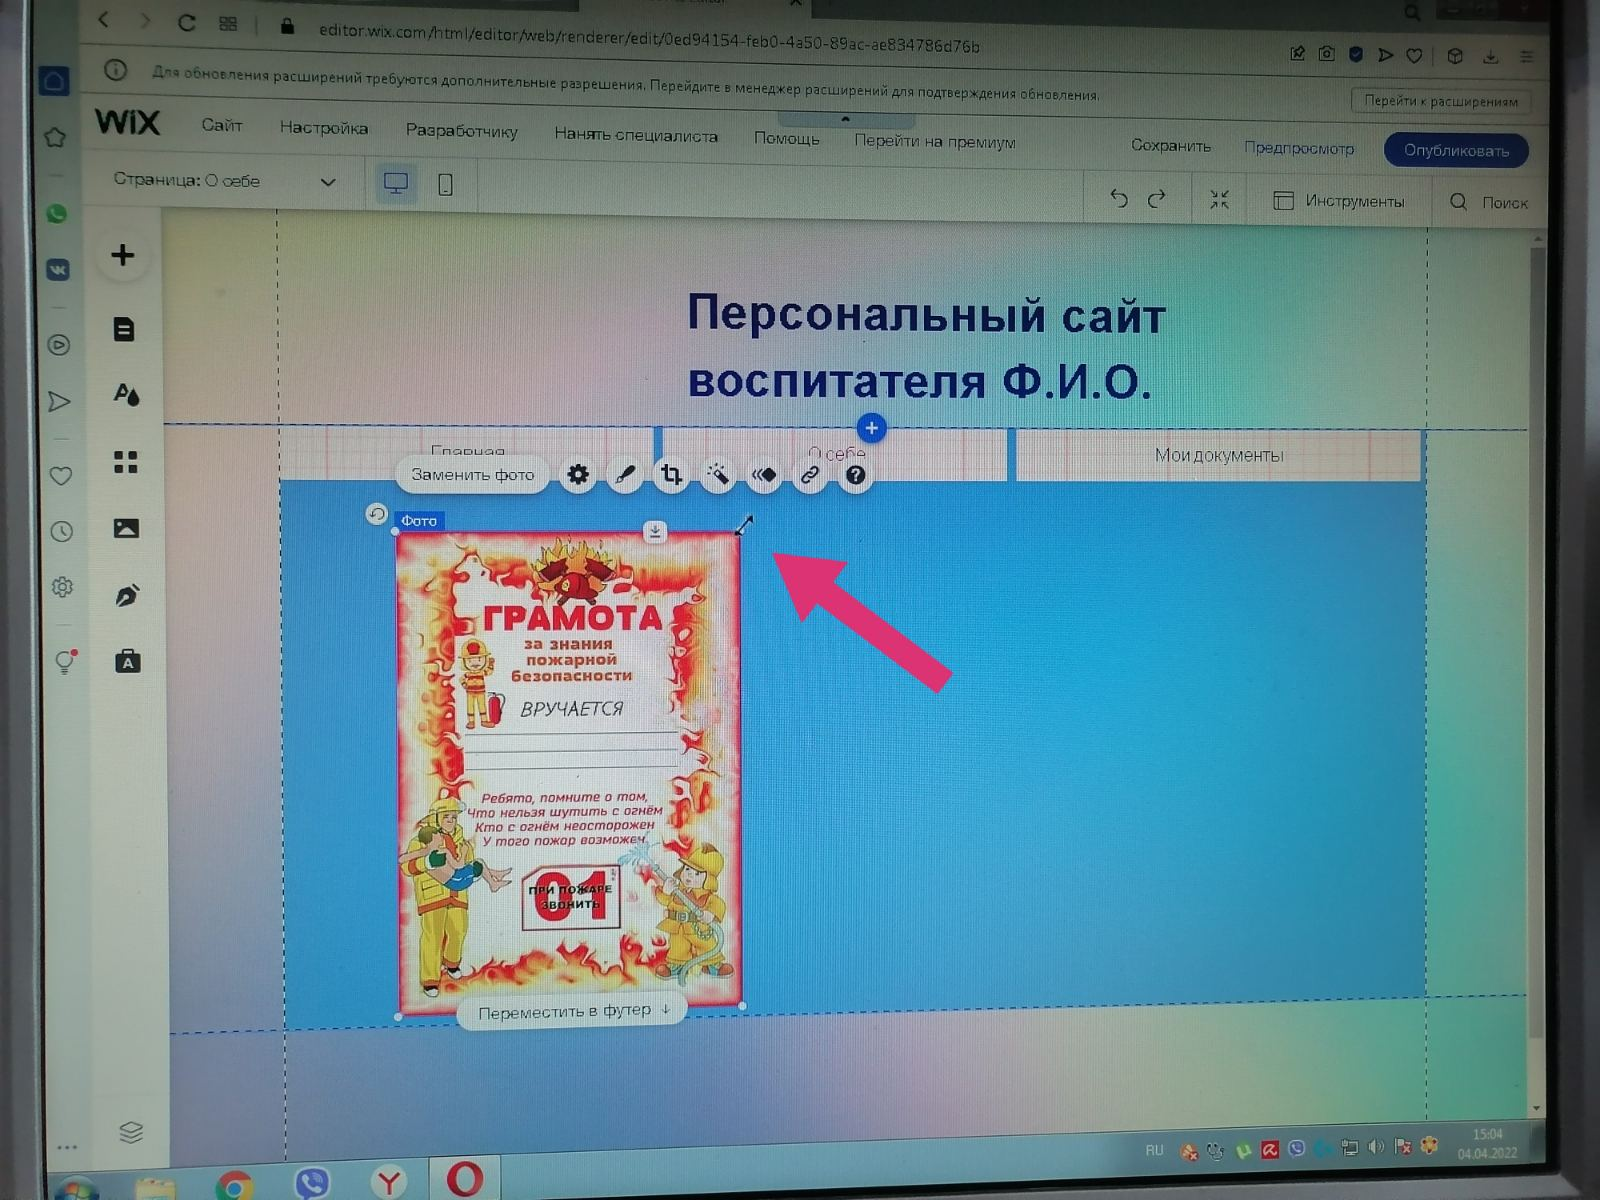 editor.wix.com/html/editor/web/renderer/edit/0ed94154-feb0-4a50-89ac-ae834786d76b
Для обновления расширений требуются дополнительные разрешения. Перейдите в менеджер расширений для подтверждения обновления.
Перейти к расширениям
WiX Сайт Настройка Разработчику Нанять специалиста Помощь Перейти на премиум Сохранить Предпросмотр Опубликовать
Страница: О себе Инструменты Поиск
Персональный сайт
воспитателя Ф.И.О.
Главная О себе Мои документы
Заменить фото
Фото
ГРАМОТА
за знания
пожарной
безопасности
ВРУЧАЕТСЯ
Ребята, помните о том,
Что нельзя шутить с огнём
Кто с огнём неосторожен
У того пожар возможен.
01
ПРИ ПОЖАРЕ
ЗВОНИТЬ
Переместить в футер ↓
RU 15:04
04.04.2022